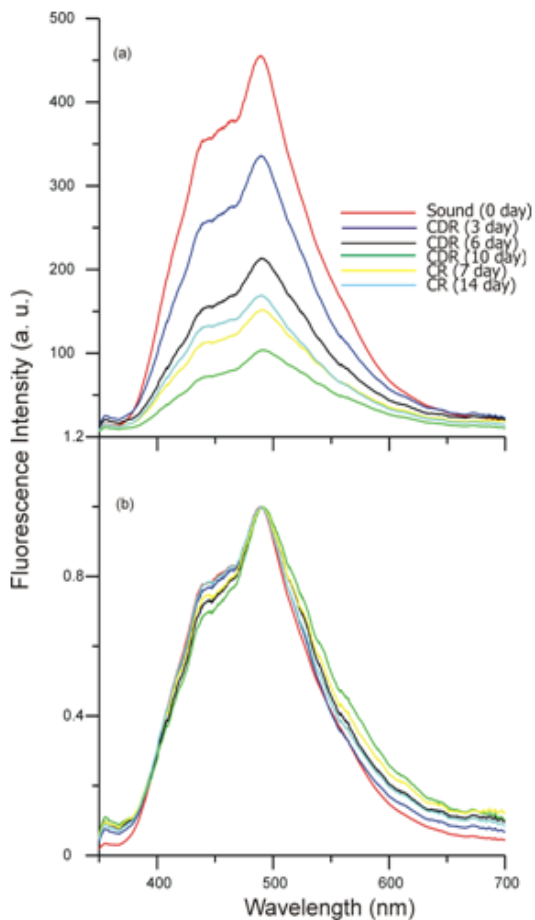 500
(a)
400
300
200
100
1.2
Sound (0 day)
CDR (3 day)
CDR (6 day)
CDR (10 day)
CR (7 day)
CR (14 day)
Fluorescence Intensity (a. u.)
(b)
0.8
0.4
0
400
500
600
700
Wavelength (nm)